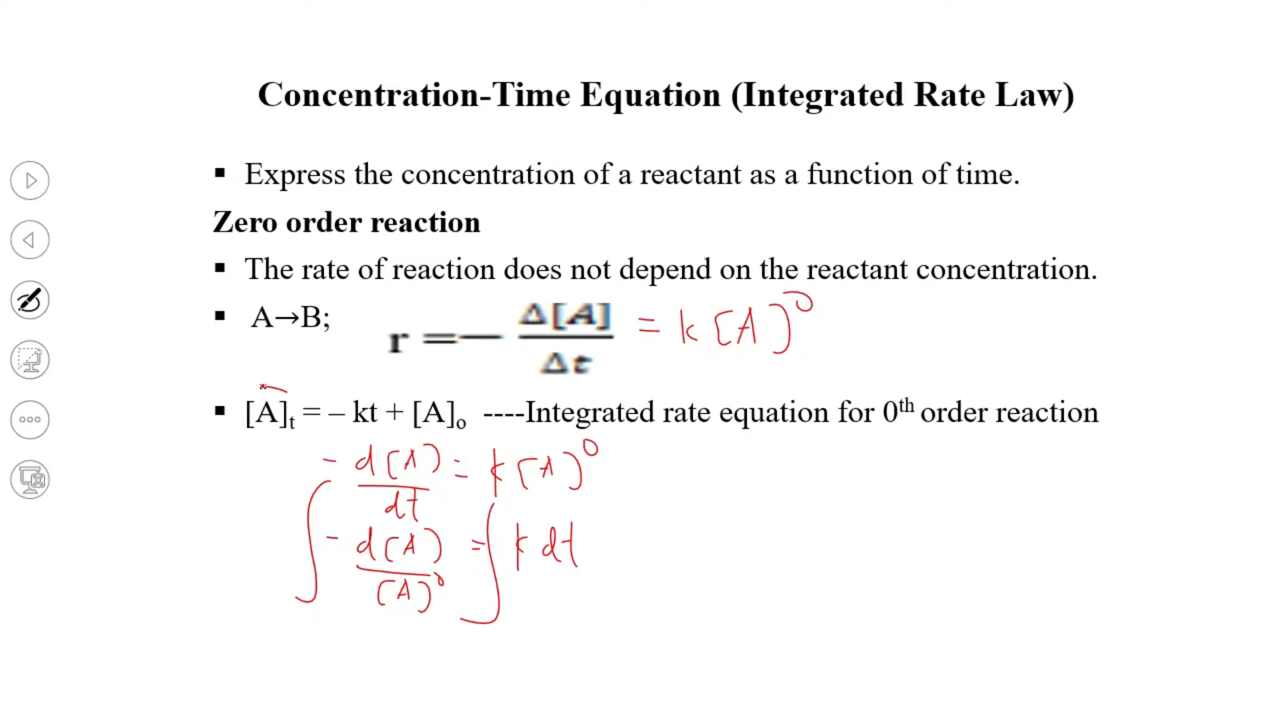 Concentration-Time Equation (Integrated Rate Law)
▪ Express the concentration of a reactant as a function of time.
Zero order reaction
▪ The rate of reaction does not depend on the reactant concentration.
▪ A→B; r = − Δ[A]/Δt = k[A]⁰
▪ [A]ₜ = – kt + [A]ₒ ----Integrated rate equation for 0ᵗʰ order reaction
− d[A]/dt = k[A]⁰
∫ − d[A]/[A]⁰ = ∫ k dt